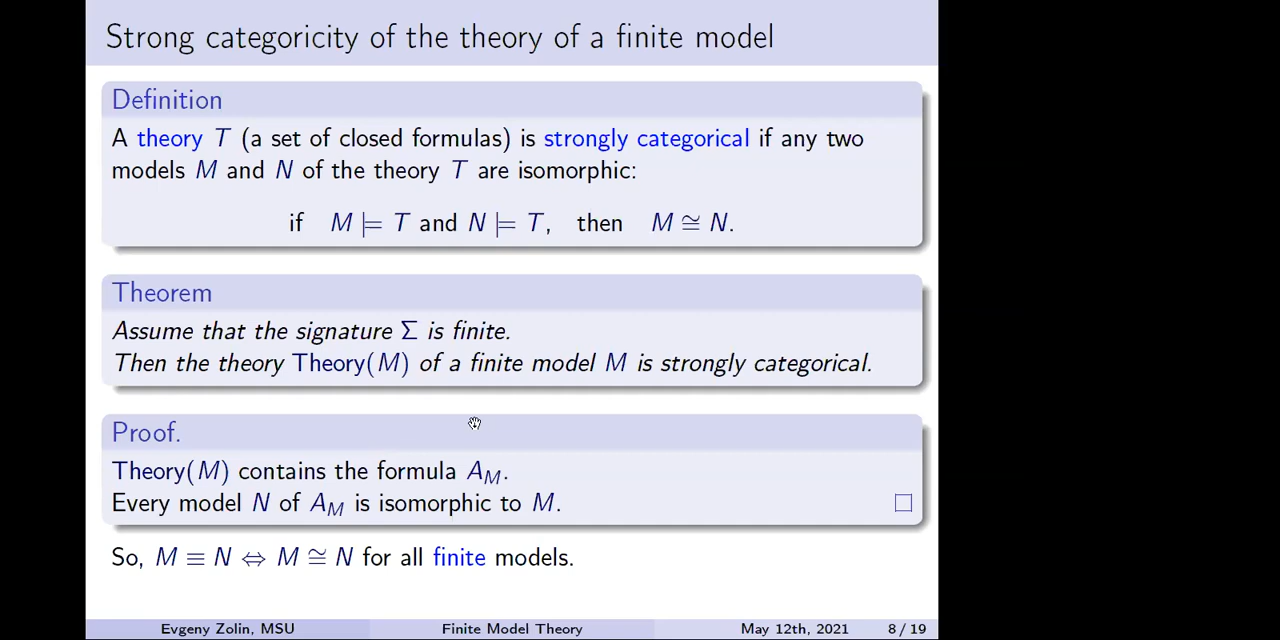 Strong categoricity of the theory of a finite model
Definition
A theory T (a set of closed formulas) is strongly categorical if any two
models M and N of the theory T are isomorphic:
if M ⊨ T and N ⊨ T, then M ≅ N.
Theorem
Assume that the signature Σ is finite.
Then the theory Theory(M) of a finite model M is strongly categorical.
Proof.
Theory(M) contains the formula A_M.
Every model N of A_M is isomorphic to M. □
So, M ≡ N ⇔ M ≅ N for all finite models.
Evgeny Zolin, MSU Finite Model Theory May 12th, 2021 8 / 19